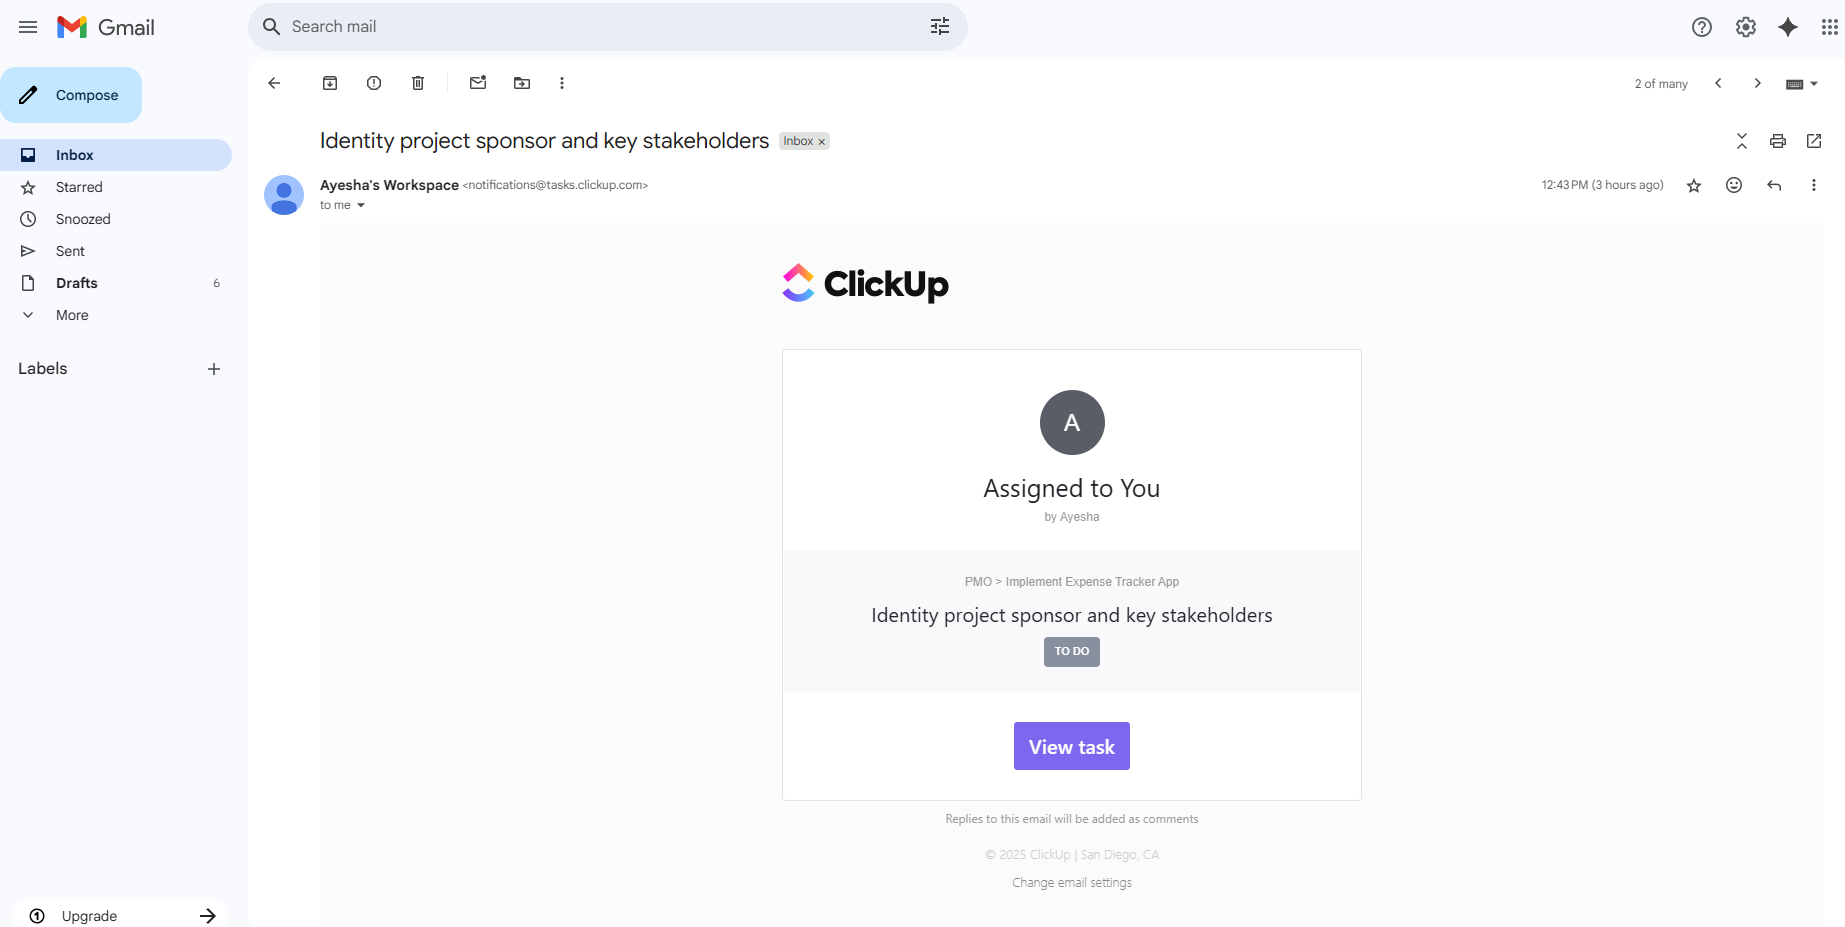 Gmail
Search mail
Compose
2 of many
Inbox
Starred
Snoozed
Sent
Drafts 6
More
Labels
Upgrade
Identity project sponsor and key stakeholders Inbox ×
Ayesha's Workspace <notifications@tasks.clickup.com> 12:43 PM (3 hours ago)
to me
ClickUp
A
Assigned to You
by Ayesha
PMO > Implement Expense Tracker App
Identity project sponsor and key stakeholders
TO DO
View task
Replies to this email will be added as comments
© 2025 ClickUp | San Diego, CA
Change email settings